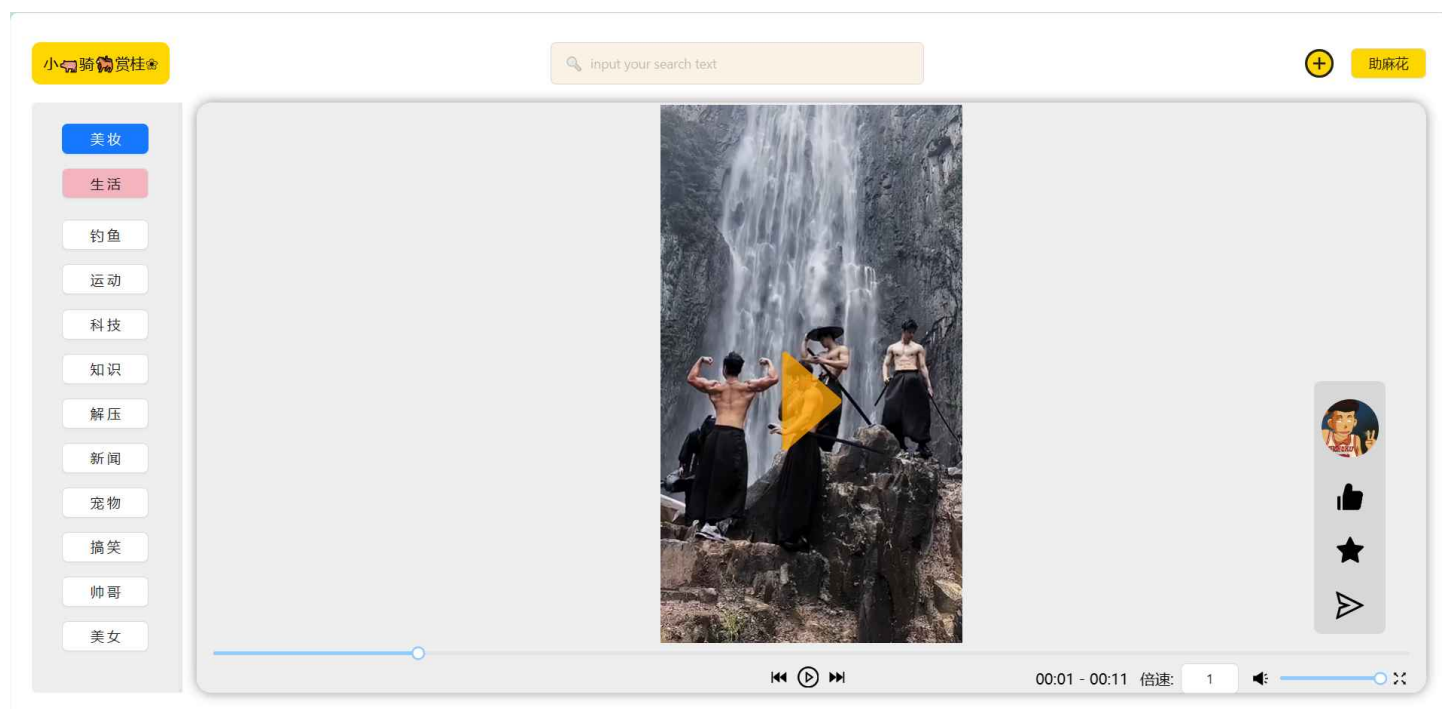 小🐖骑🐎赏桂❀
input your search text
助麻花
美妆
生活
钓鱼
运动
科技
知识
解压
新闻
宠物
搞笑
帅哥
美女
00:01 - 00:11 倍速: 1